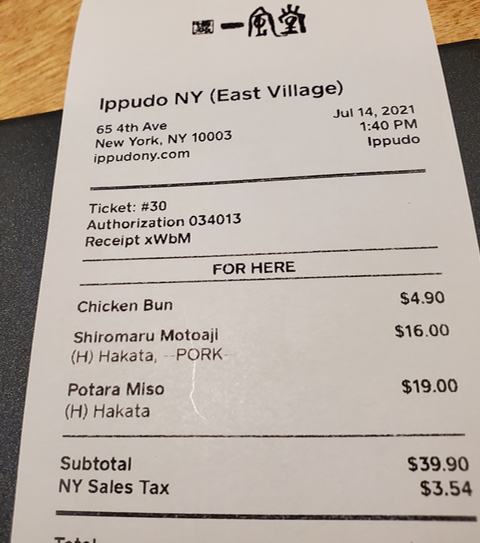 一風堂
Ippudo NY (East Village)
65 4th Ave
New York, NY 10003
ippudony.com
Jul 14, 2021
1:40 PM
Ippudo
Ticket: #30
Authorization 034013
Receipt xWbM
FOR HERE
Chicken Bun $4.90
Shiromaru Motoaji $16.00
(H) Hakata, --PORK-
Potara Miso $19.00
(H) Hakata
Subtotal $39.90
NY Sales Tax $3.54
Total